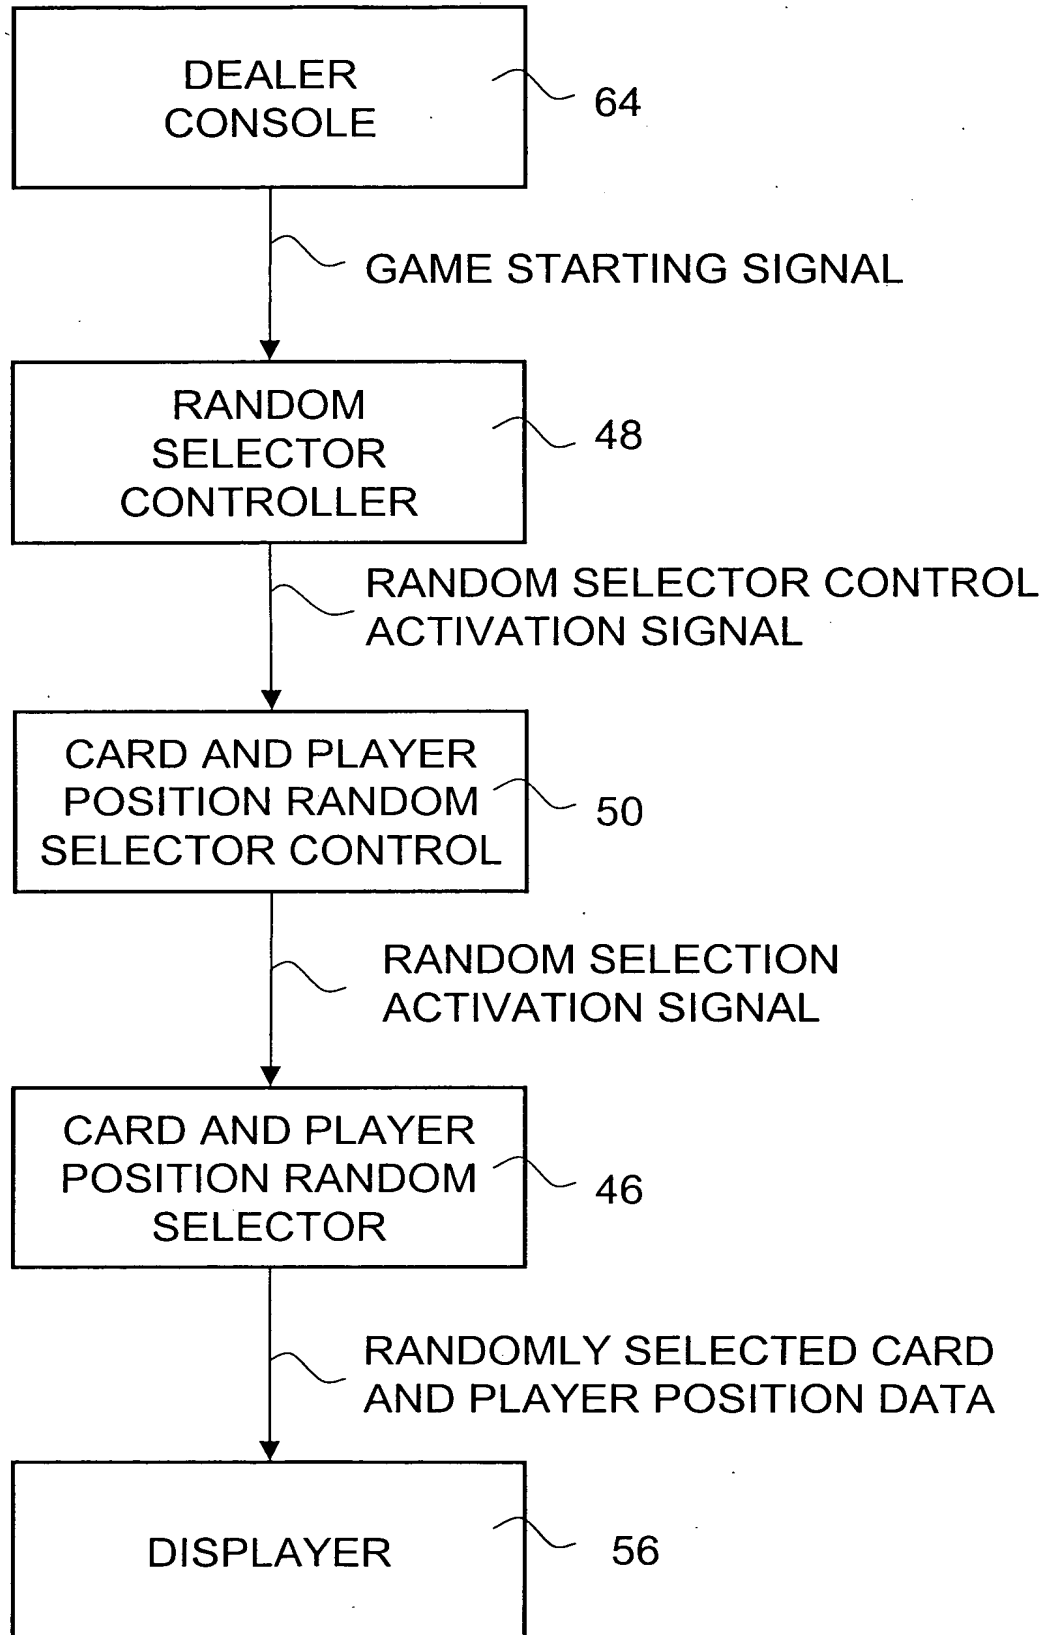 DEALER
CONSOLE
64
GAME STARTING SIGNAL
RANDOM
SELECTOR
CONTROLLER
48
RANDOM SELECTOR CONTROL
ACTIVATION SIGNAL
CARD AND PLAYER
POSITION RANDOM
SELECTOR CONTROL
50
RANDOM SELECTION
ACTIVATION SIGNAL
CARD AND PLAYER
POSITION RANDOM
SELECTOR
46
RANDOMLY SELECTED CARD
AND PLAYER POSITION DATA
DISPLAYER
56